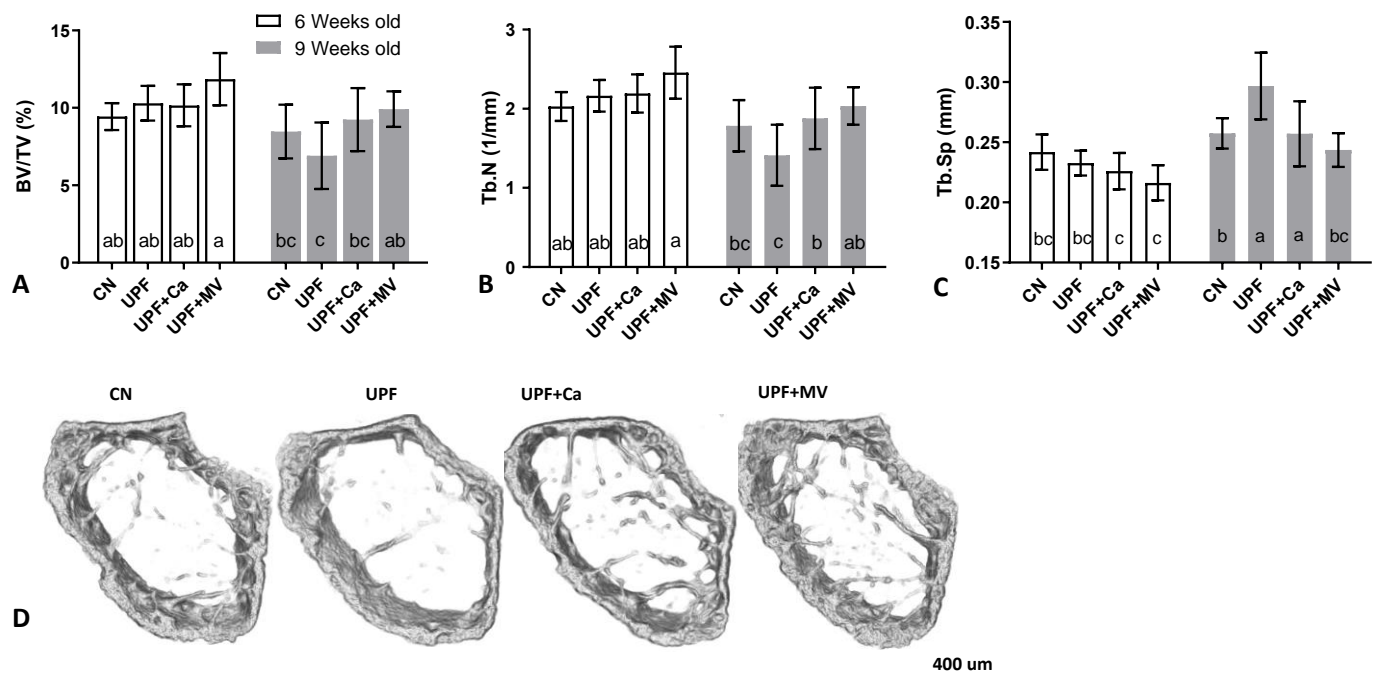 6 Weeks old
9 Weeks old
15
10
5
0
BV/TV (%)
ab
ab
ab
a
bc
c
bc
ab
CN
UPF
UPF+Ca
UPF+MV
CN
UPF
UPF+Ca
UPF+MV
A
3
2
1
0
Tb.N (1/mm)
ab
ab
ab
a
bc
c
b
ab
CN
UPF
UPF+Ca
UPF+MV
CN
UPF
UPF+Ca
UPF+MV
B
0.35
0.30
0.25
0.20
0.15
Tb.Sp (mm)
bc
bc
c
c
b
a
a
bc
CN
UPF
UPF+Ca
UPF+MV
CN
UPF
UPF+Ca
UPF+MV
C
CN
UPF
UPF+Ca
UPF+MV
D
400 um